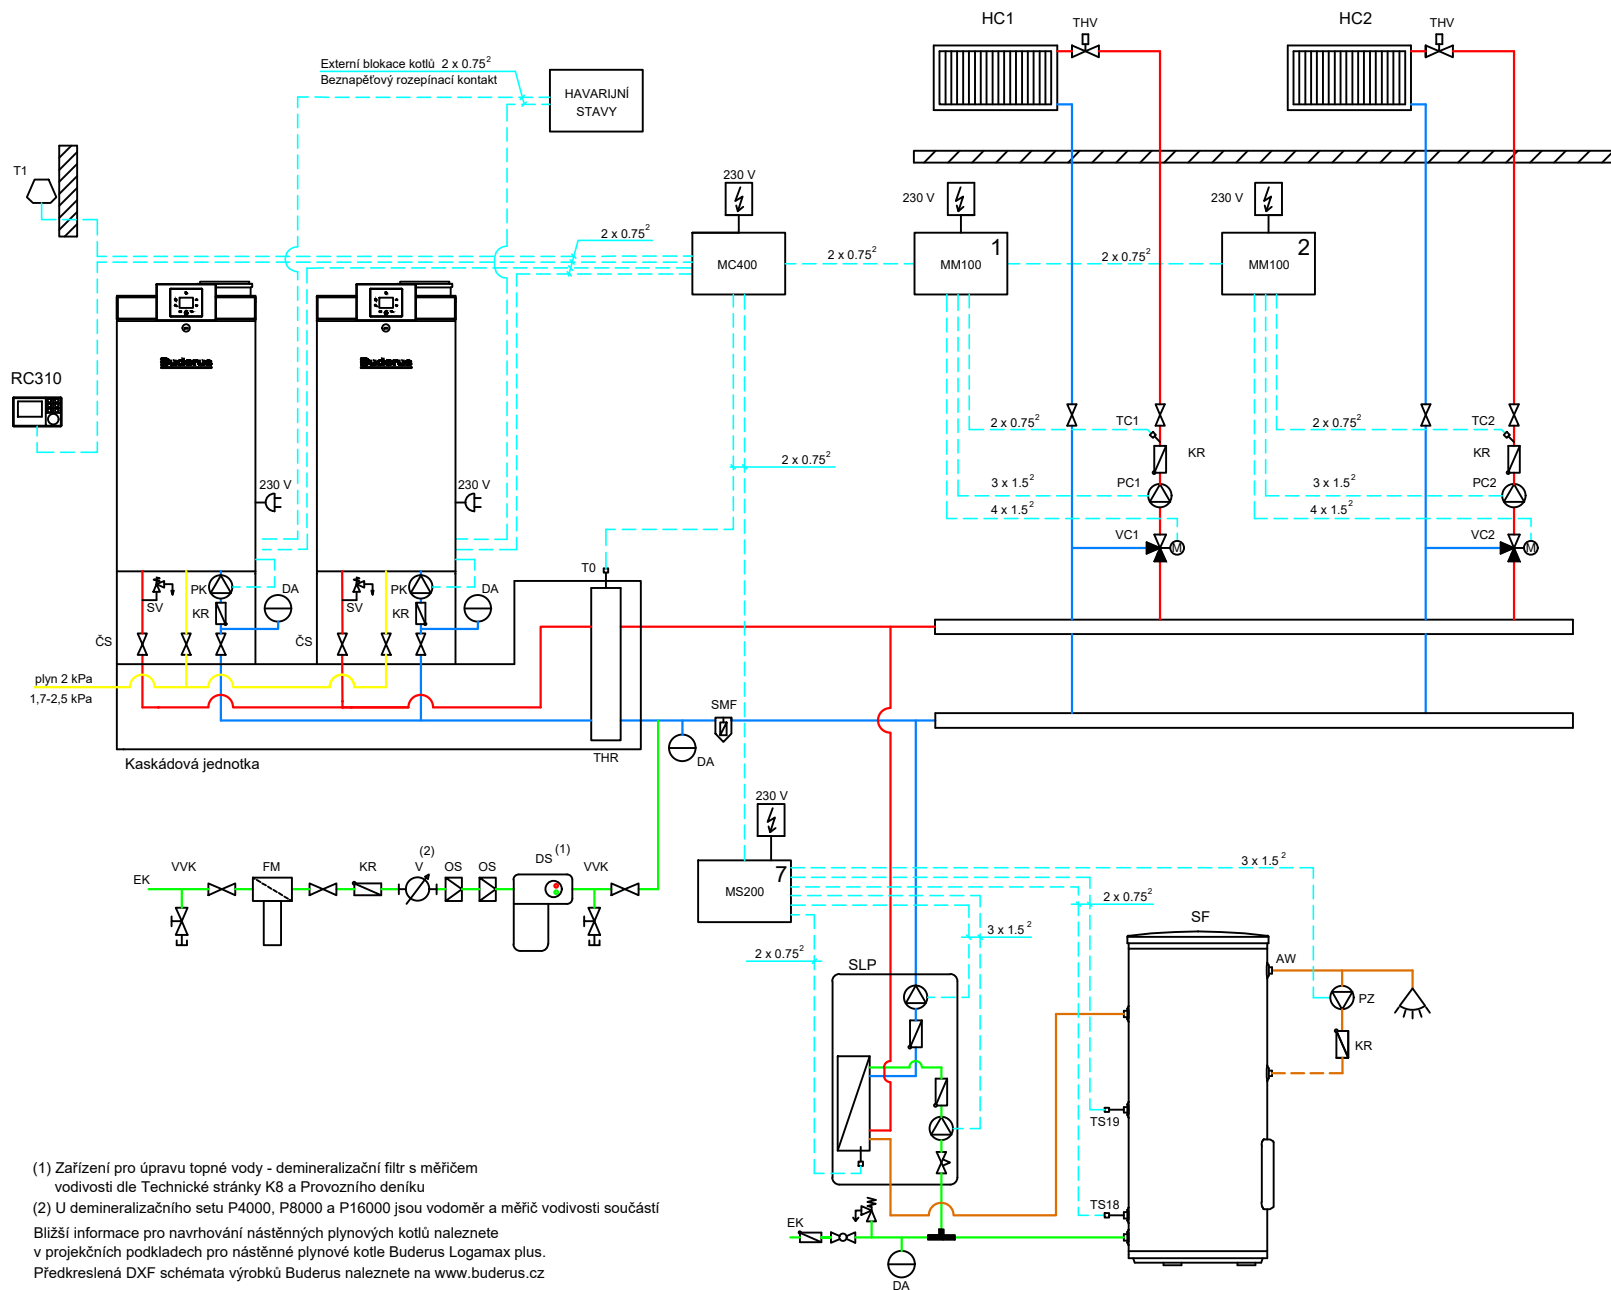 HC1
THV
HC2
THV
Externí blokace kotlů 2 x 0.75²
Beznapěťový rozepínací kontakt
HAVARIJNÍ
STAVY
T1
230 V
230 V
230 V
2 x 0.75²
MC400
2 x 0.75²
MM100
1
2 x 0.75²
MM100
2
Buderus
Buderus
RC310
2 x 0.75²
TC1
KR
2 x 0.75²
TC2
KR
2 x 0.75²
230 V
230 V
3 x 1.5²
PC1
3 x 1.5²
PC2
4 x 1.5²
VC1
M
4 x 1.5²
VC2
M
T0
SV
PK
KR
DA
SV
PK
KR
DA
ČS
ČS
plyn 2 kPa
1,7-2,5 kPa
SMF
THR
DA
Kaskádová jednotka
230 V
EK
VVK
FM
KR
V
(2)
OS
OS
DS
(1)
VVK
MS200
7
3 x 1.5²
2 x 0.75²
3 x 1.5²
2 x 0.75²
SF
SLP
AW
PZ
KR
TS19
TS18
EK
DA
(1) Zařízení pro úpravu topné vody - demineralizační filtr s měřičem
vodivosti dle Technické stránky K8 a Provozního deníku
(2) U demineralizačního setu P4000, P8000 a P16000 jsou vodoměr a měřič vodivosti součástí
Bližší informace pro navrhování nástěnných plynových kotlů naleznete
v projekčních podkladech pro nástěnné plynové kotle Buderus Logamax plus.
Předkreslená DXF schémata výrobků Buderus naleznete na www.buderus.cz